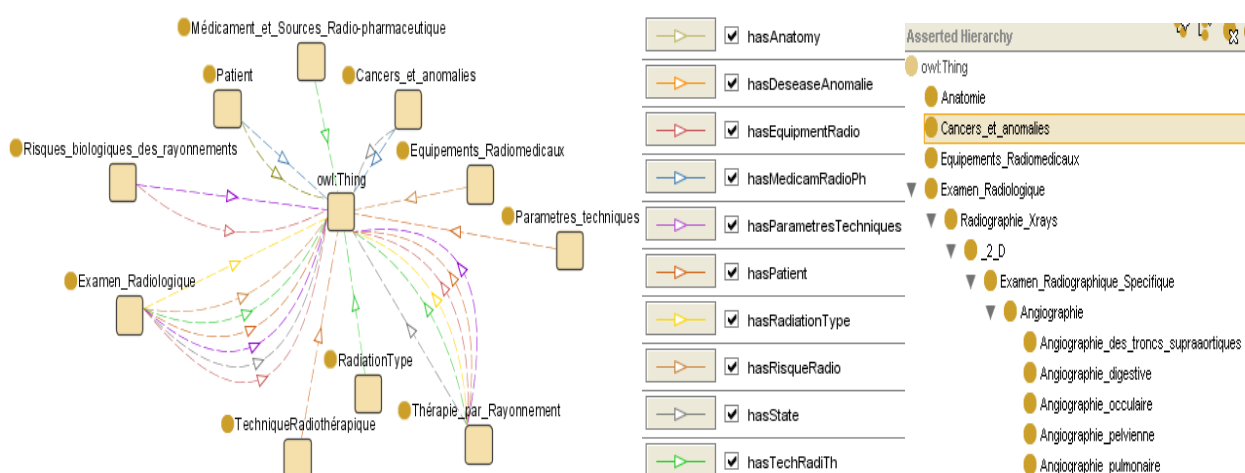 Médicament_et_Sources_Radio-pharmaceutique
Patient
Cancers_et_anomalies
Risques_biologiques_des_rayonnements
Equipements_Radiomedicaux
owl:Thing
Parametres_techniques
Examen_Radiologique
RadiationType
Thérapie_par_Rayonnement
TechniqueRadiothérapique
hasAnatomy
hasDeseaseAnomalie
hasEquipmentRadio
hasMedicamRadioPh
hasParametresTechniques
hasPatient
hasRadiationType
hasRisqueRadio
hasState
hasTechRadiTh
Asserted Hierarchy
owl:Thing
Anatomie
Cancers_et_anomalies
Equipements_Radiomedicaux
Examen_Radiologique
Radiographie_Xrays
_2_D
Examen_Radiographique_Specifique
Angiographie
Angiographie_des_troncs_supraaortiques
Angiographie_digestive
Angiographie_occulaire
Angiographie_pelvienne
Angiographie_pulmonaire